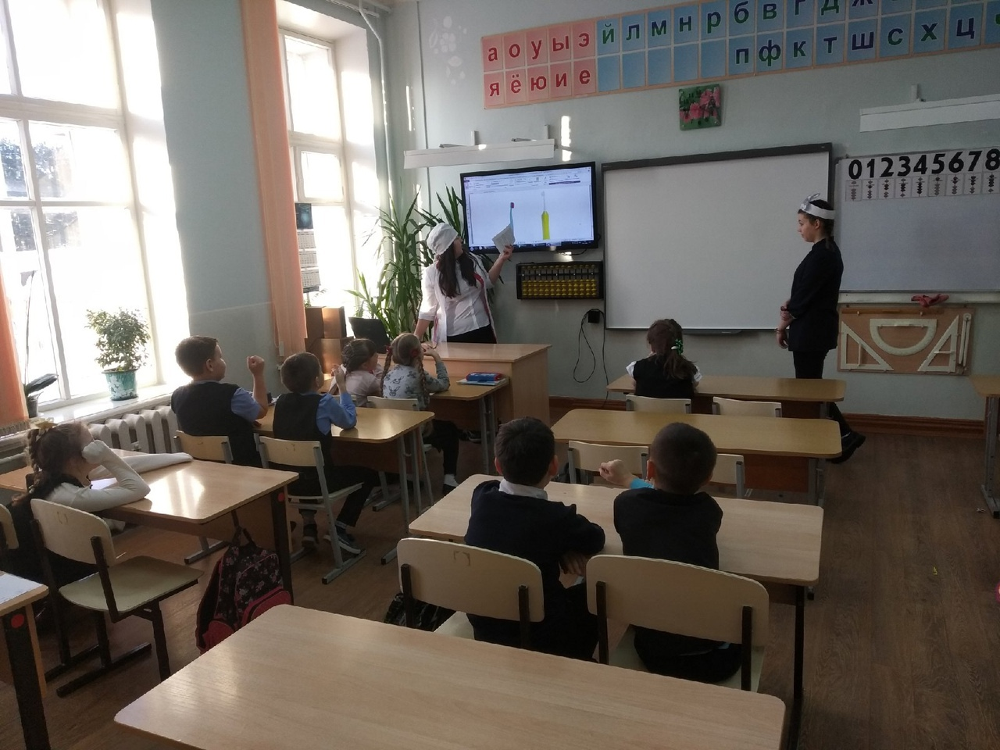 а о у ы э й л м н р б в г д ж
я ё ю и е п ф к т ш с х ц
0 1 2 3 4 5 6 7 8